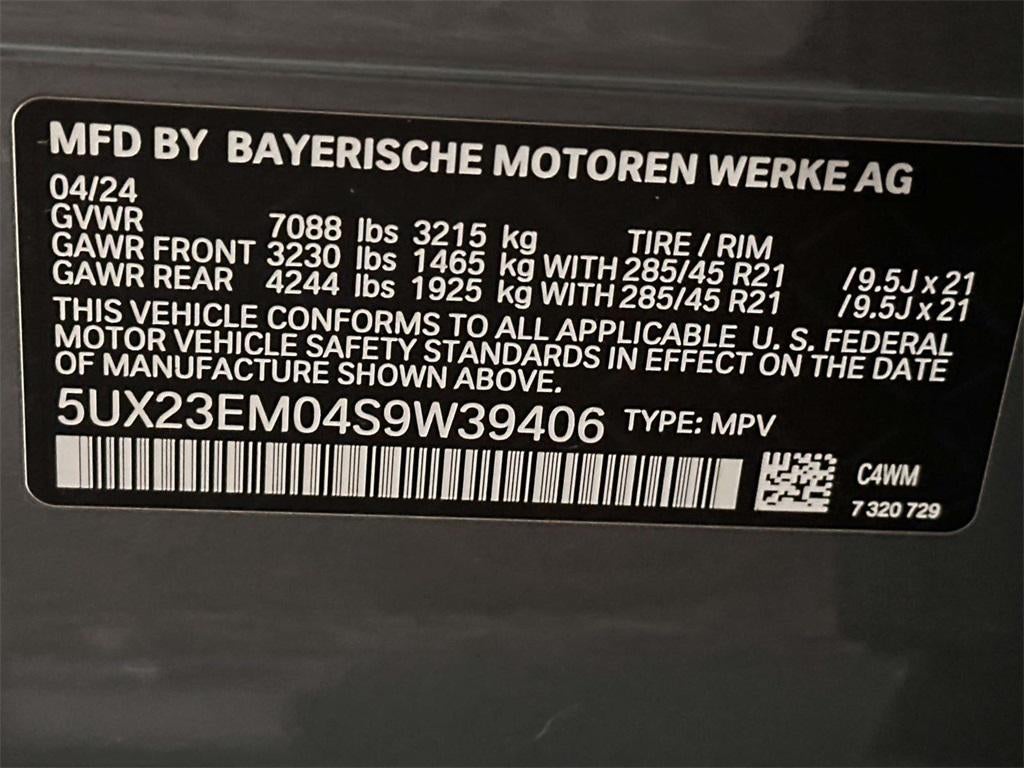 MFD BY BAYERISCHE MOTOREN WERKE AG
04/24
GVWR 7088 lbs 3215 kg TIRE / RIM
GAWR FRONT 3230 lbs 1465 kg WITH 285/45 R21 /9.5J x 21
GAWR REAR 4244 lbs 1925 kg WITH 285/45 R21 /9.5J x 21
THIS VEHICLE CONFORMS TO ALL APPLICABLE U. S. FEDERAL
MOTOR VEHICLE SAFETY STANDARDS IN EFFECT ON THE DATE
OF MANUFACTURE SHOWN ABOVE.
5UX23EM04S9W39406 TYPE: MPV
C4WM
7 320 729